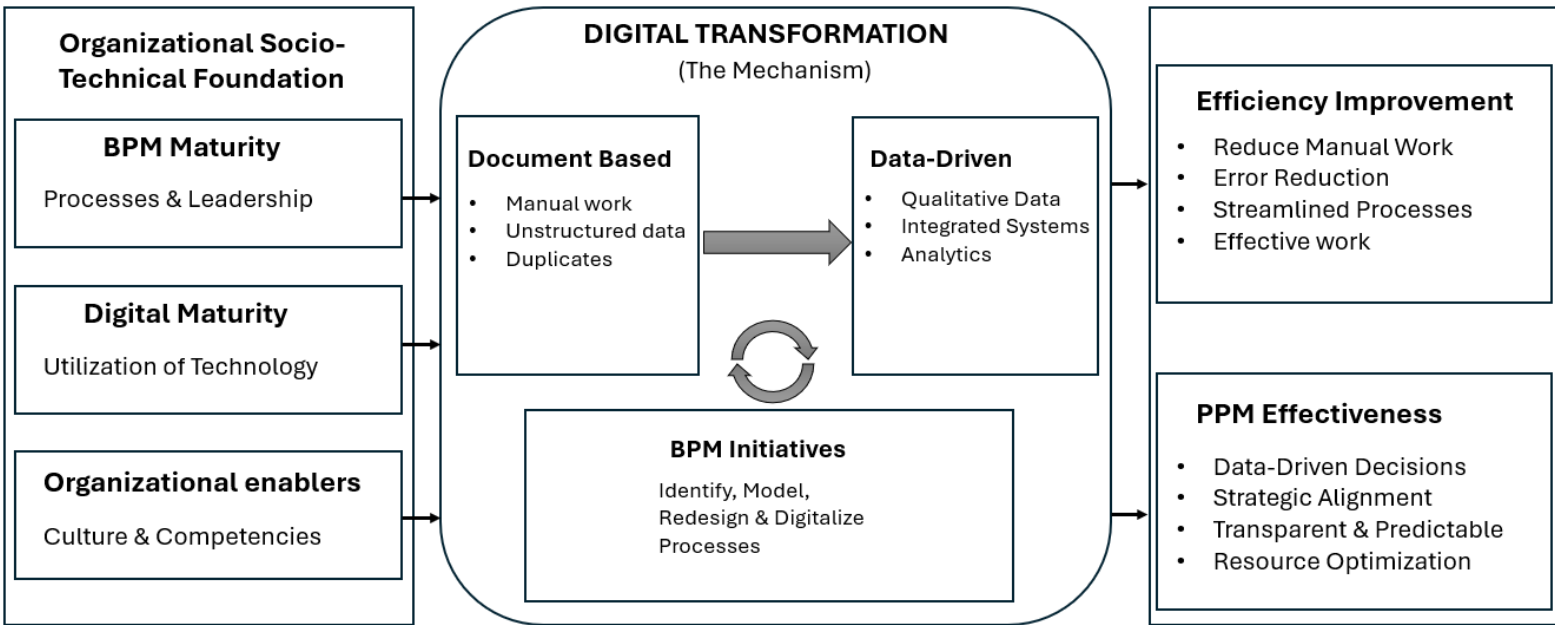 Organizational Socio-
Technical Foundation
BPM Maturity
Processes & Leadership
Digital Maturity
Utilization of Technology
Organizational enablers
Culture & Competencies
DIGITAL TRANSFORMATION
(The Mechanism)
Document Based
• Manual work
• Unstructured data
• Duplicates
Data-Driven
• Qualitative Data
• Integrated Systems
• Analytics
BPM Initiatives
Identify, Model,
Redesign & Digitalize
Processes
Efficiency Improvement
• Reduce Manual Work
• Error Reduction
• Streamlined Processes
• Effective work
PPM Effectiveness
• Data-Driven Decisions
• Strategic Alignment
• Transparent & Predictable
• Resource Optimization